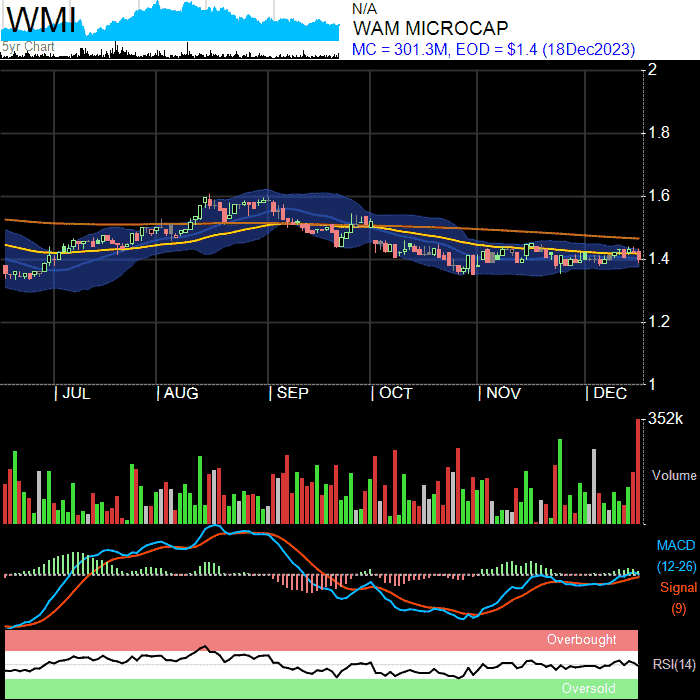 WMI
5yr Chart
N/A
WAM MICROCAP
MC = 301.3M, EOD = $1.4 (18Dec2023)
2
1.8
1.6
1.4
1.2
1
| JUL | AUG | SEP | OCT | NOV | DEC
352k
Volume
MACD
(12-26)
Signal
(9)
Overbought
RSI(14)
Oversold